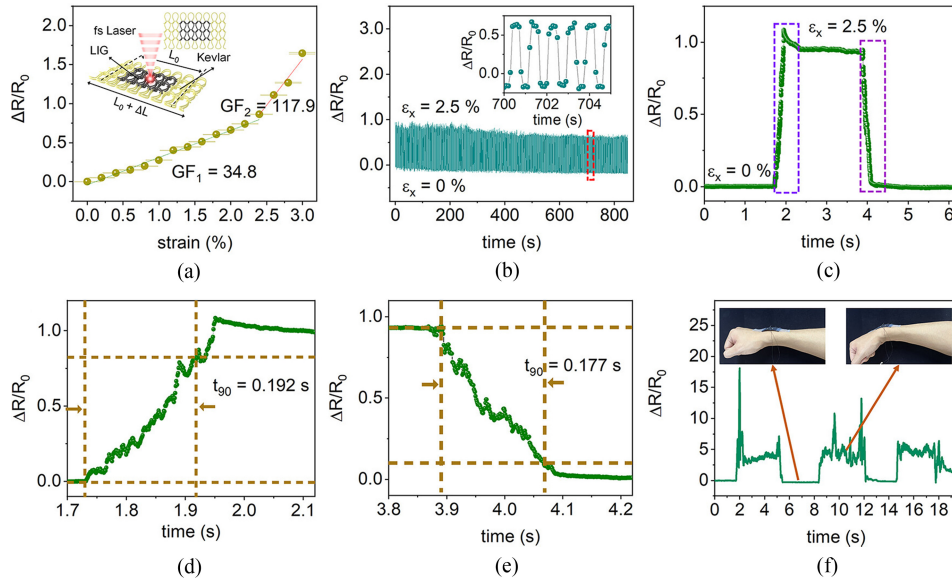 ΔR/R0
2.5
2.0
1.5
1.0
0.5
0.0
fs Laser
LIG
L0
Kevlar
L0 + ΔL
GF2 = 117.9
GF1 = 34.8
0.0 0.5 1.0 1.5 2.0 2.5 3.0
strain (%)
(a)
ΔR/R0
3.0
2.0
1.0
0.0
ΔR/R0
0.5
0.0
700 702 704
time (s)
εx = 2.5 %
εx = 0 %
0 200 400 600 800
time (s)
(b)
ΔR/R0
1.0
0.5
0.0
εx = 2.5 %
εx = 0 %
0 1 2 3 4 5 6
time (s)
(c)
ΔR/R0
1.0
0.5
0.0
t90 = 0.192 s
1.7 1.8 1.9 2.0 2.1
time (s)
(d)
ΔR/R0
1.0
0.5
0.0
t90 = 0.177 s
3.8 3.9 4.0 4.1 4.2
time (s)
(e)
ΔR/R0
25
20
15
10
5
0
0 2 4 6 8 10 12 14 16 18
time (s)
(f)